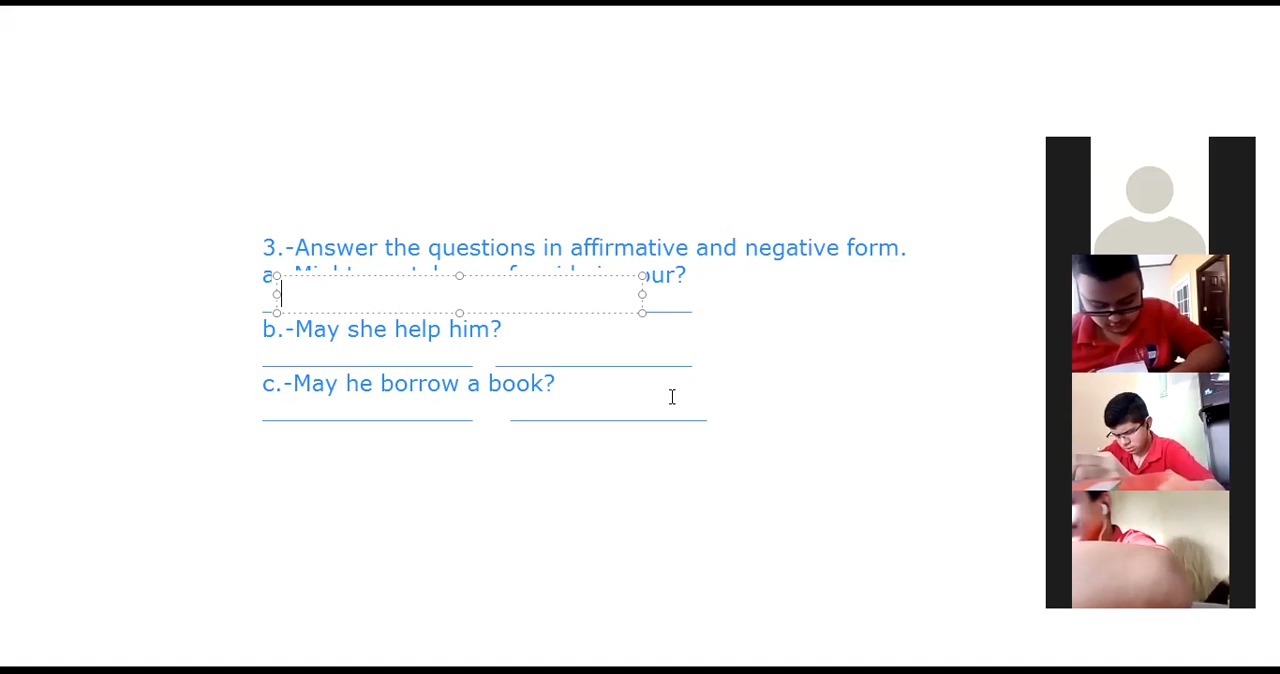 3.-Answer the questions in affirmative and negative form.
b.-May she help him?
c.-May he borrow a book?